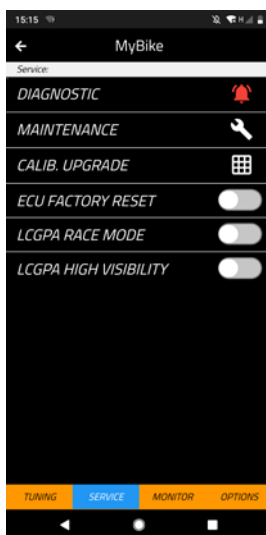 15:15
H
MyBike
Service:
DIAGNOSTIC
MAINTENANCE
CALIB. UPGRADE
ECU FACTORY RESET
LCGPA RACE MODE
LCGPA HIGH VISIBILITY
TUNING SERVICE MONITOR OPTIONS